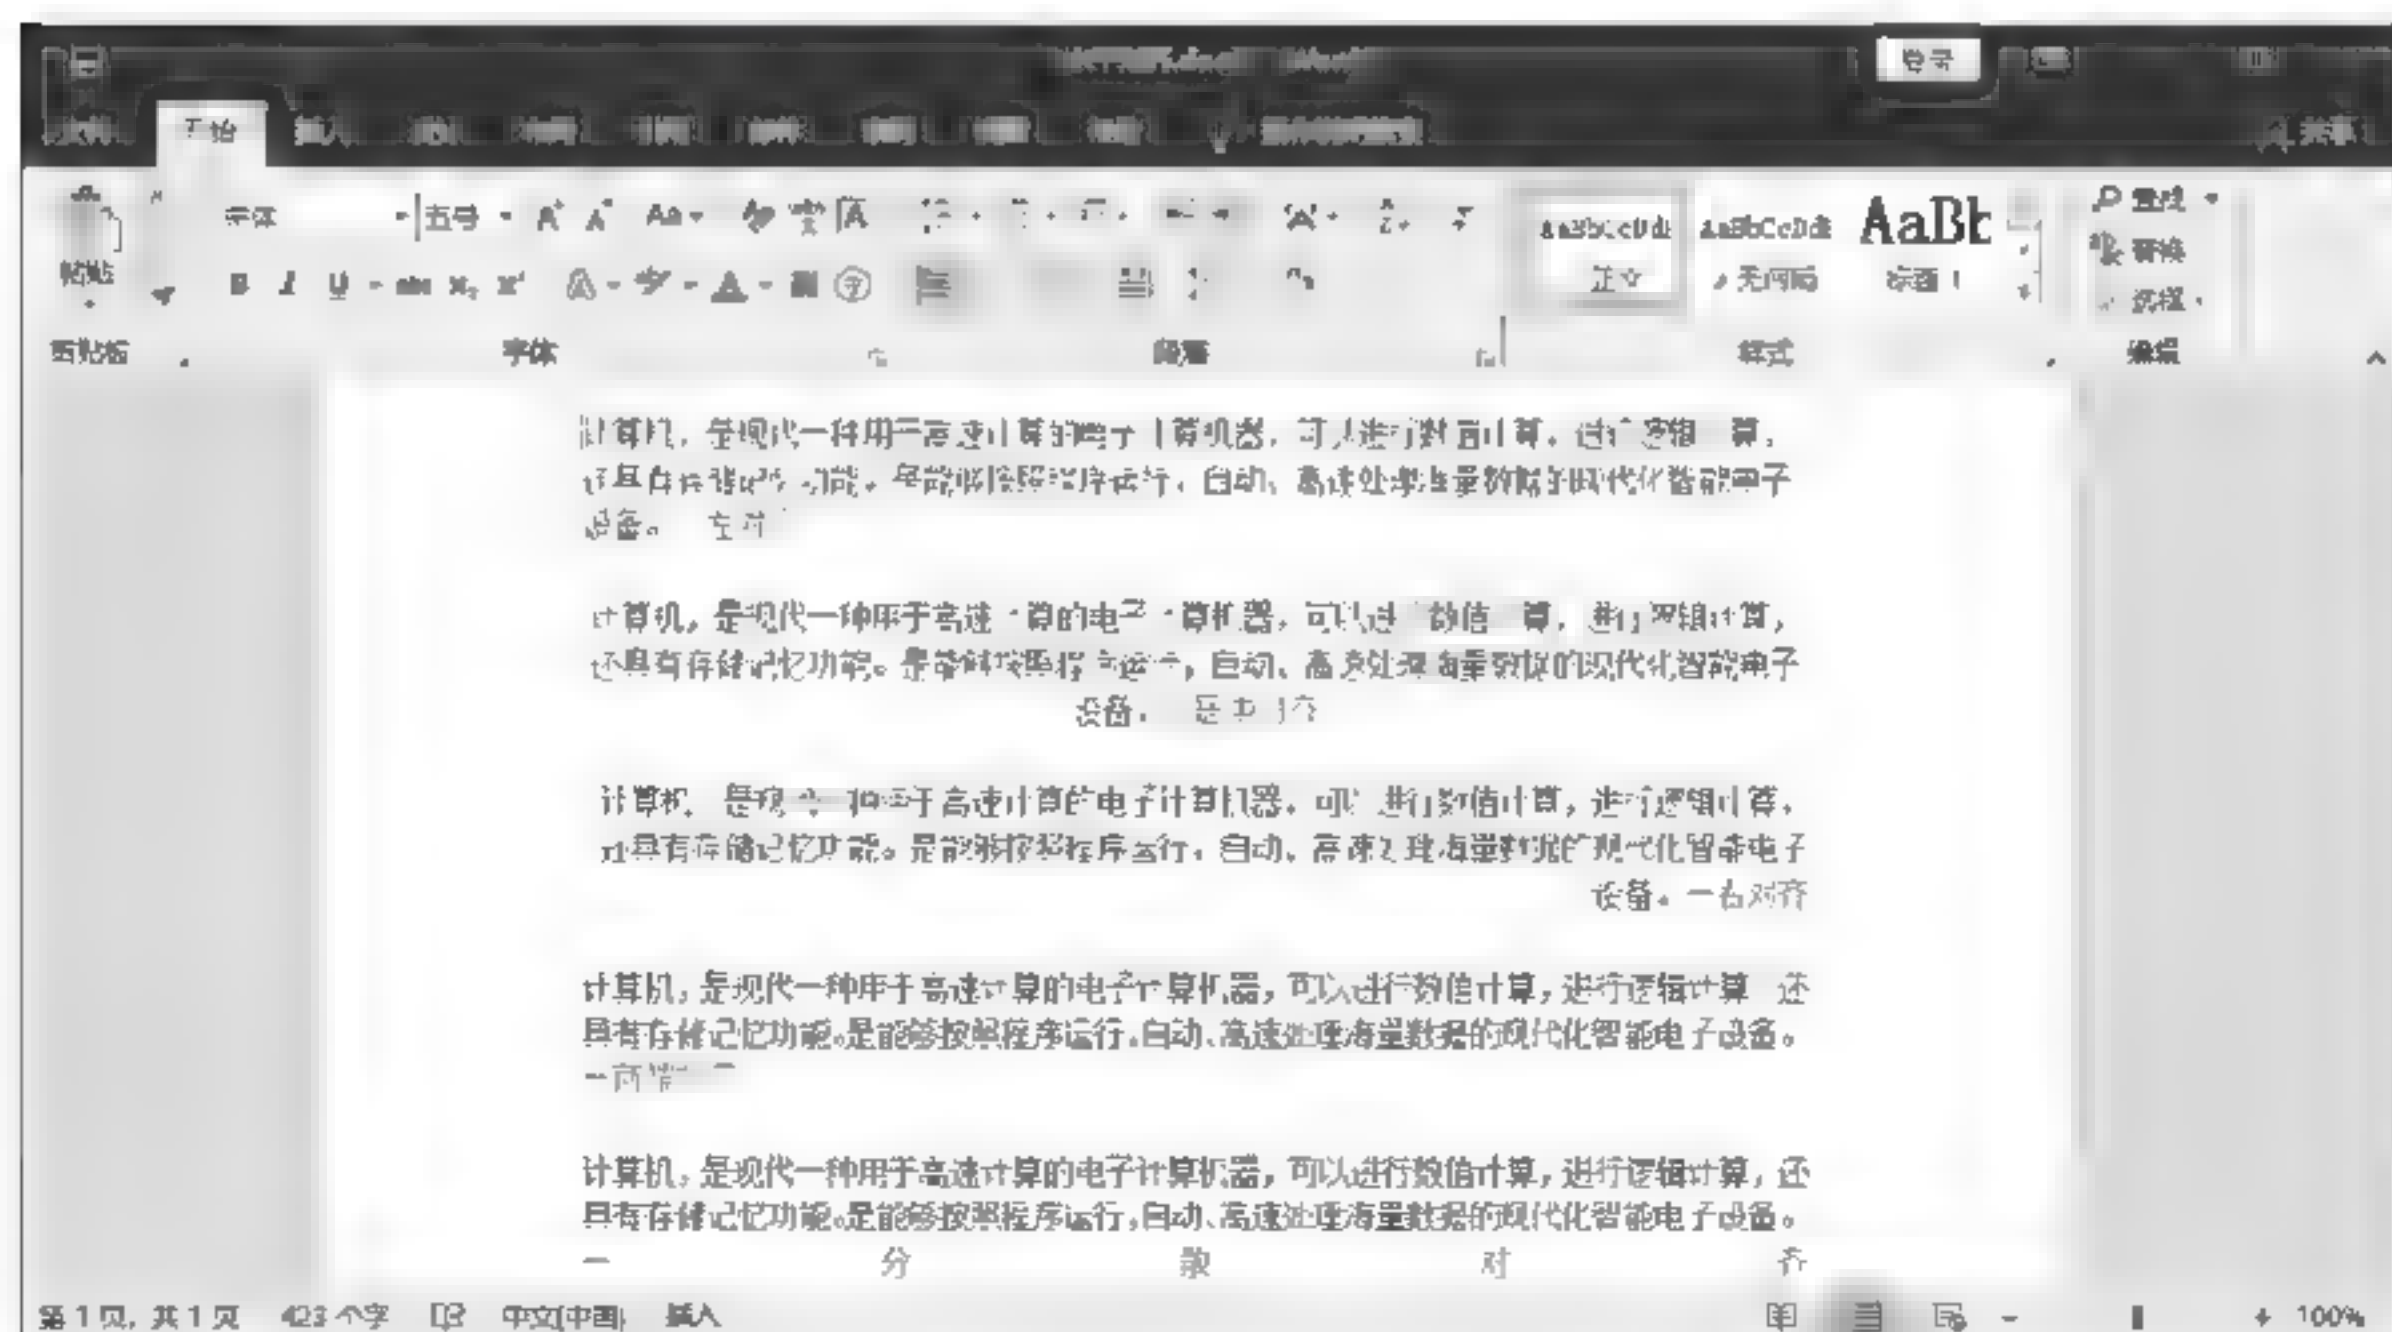 登录
开始
共享
字体 五号 Aa A
粘贴
B I U abc X₂ X² A A 字
AaBbCcDd AaBbCcDd AaBb
正文 无间隔 标题 1
查找
替换
选择
剪贴板 字体 段落 样式 编辑
计算机，是现代一种用于高速计算的电子计算机器，可以进行数值计算，进行逻辑计算，
还具有存储记忆功能。是能够按照程序运行，自动、高速处理海量数据的现代化智能电子
设备。
计算机，是现代一种用于高速计算的电子计算机器，可以进行数值计算，进行逻辑计算，
还具有存储记忆功能。是能够按照程序运行，自动、高速处理海量数据的现代化智能电子
设备。
计算机，是现代一种用于高速计算的电子计算机器，可以进行数值计算，进行逻辑计算，
还具有存储记忆功能。是能够按照程序运行，自动、高速处理海量数据的现代化智能电子
设备。—右对齐
计算机，是现代一种用于高速计算的电子计算机器，可以进行数值计算，进行逻辑计算，还
具有存储记忆功能。是能够按照程序运行，自动、高速处理海量数据的现代化智能电子设备。
计算机，是现代一种用于高速计算的电子计算机器，可以进行数值计算，进行逻辑计算，还
具有存储记忆功能。是能够按照程序运行，自动、高速处理海量数据的现代化智能电子设备。
— 分 散 对 齐
第 1 页，共 1 页 423 个字 中文(中国) 插入 100%